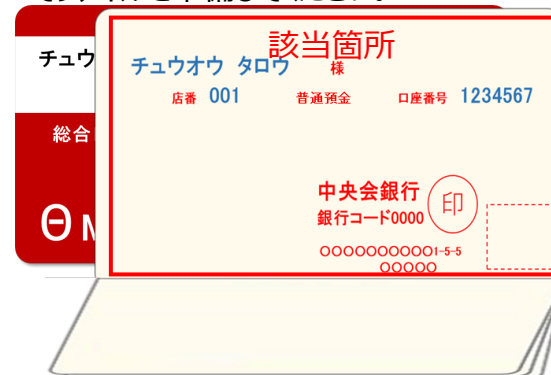 該当箇所
チュウ
チュウオウ タロウ 様
店番 001 普通預金 口座番号 1234567
総合
中央会銀行
銀行コード0000
印
OOOOOOOOOO1-5-5
OOOOO